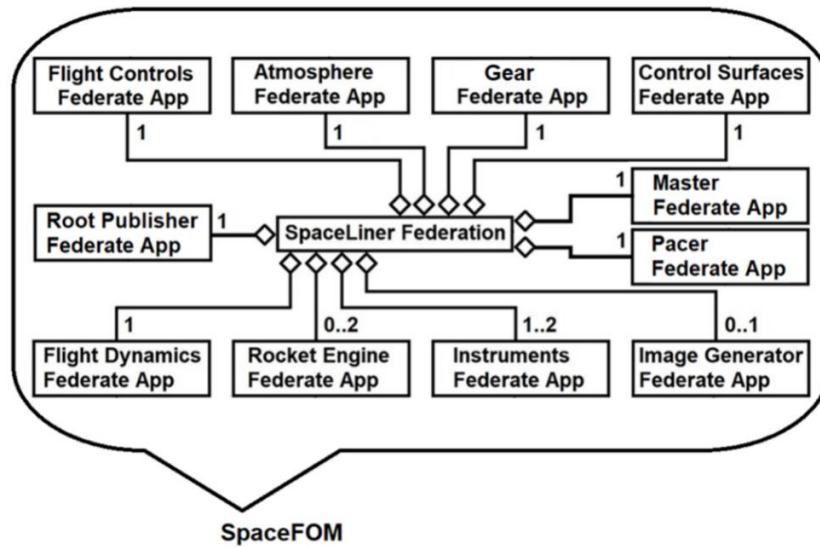 Flight Controls
Federate App
1
Atmosphere
Federate App
1
Gear
Federate App
1
Control Surfaces
Federate App
1
Root Publisher
Federate App
1
SpaceLiner Federation
1
Master
Federate App
1
Pacer
Federate App
1
Flight Dynamics
Federate App
0..2
Rocket Engine
Federate App
1..2
Instruments
Federate App
0..1
Image Generator
Federate App
SpaceFOM